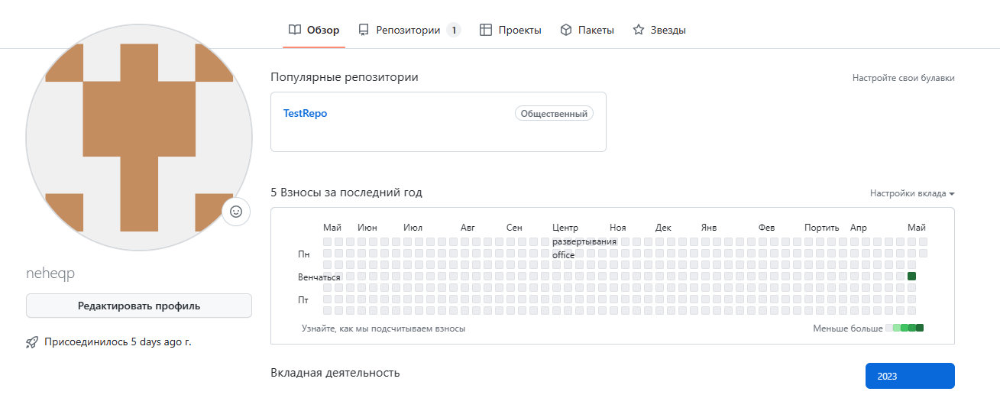 Обзор
Репозитории 1
Проекты
Пакеты
Звезды
Популярные репозитории
Настройте свои булавки
TestRepo
Общественный
5 Взносы за последний год
Настройки вклада
Май Июн Июл Авг Сен Центр Ноя Дек Янв Фев Портить Апр Май
развертывания
office
Пн
Венчаться
Пт
Узнайте, как мы подсчитываем взносы
Меньше больше
neheqp
Редактировать профиль
Присоединилось 5 days ago г.
Вкладная деятельность
2023